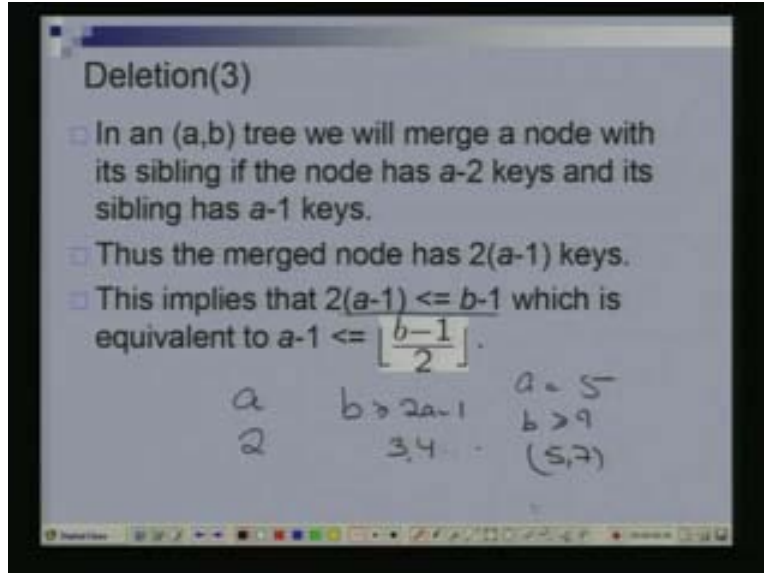 Deletion(3)
In an (a,b) tree we will merge a node with
its sibling if the node has a-2 keys and its
sibling has a-1 keys.
Thus the merged node has 2(a-1) keys.
This implies that 2(a-1) <= b-1 which is
equivalent to a-1 <= ⌊(b-1)/2⌋.
a b ≥ 2a-1 a = 5
2 3,4 .. b ≥ 9
(5,7)